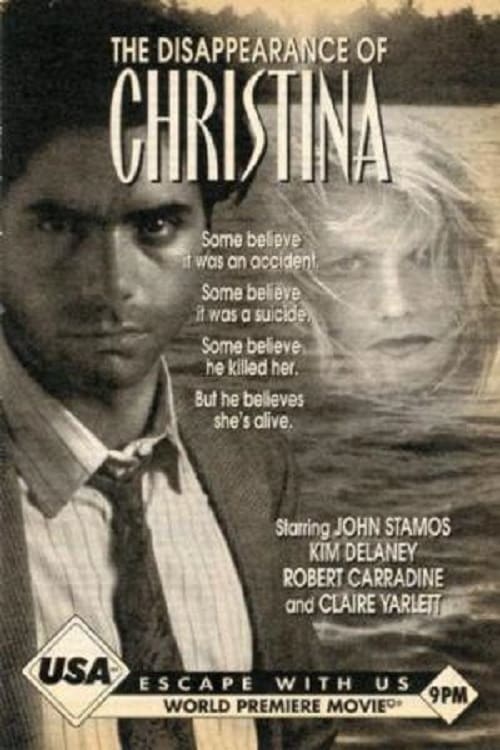 THE DISAPPEARANCE OF
CHRISTINA
Some believe
it was an accident.
Some believe
it was a suicide.
Some believe
he killed her.
But he believes
she's alive.
Starring JOHN STAMOS
KIM DELANEY
ROBERT CARRADINE
and CLAIRE YARLETT
USA
ESCAPE WITH US
9PM
WORLD PREMIERE MOVIE